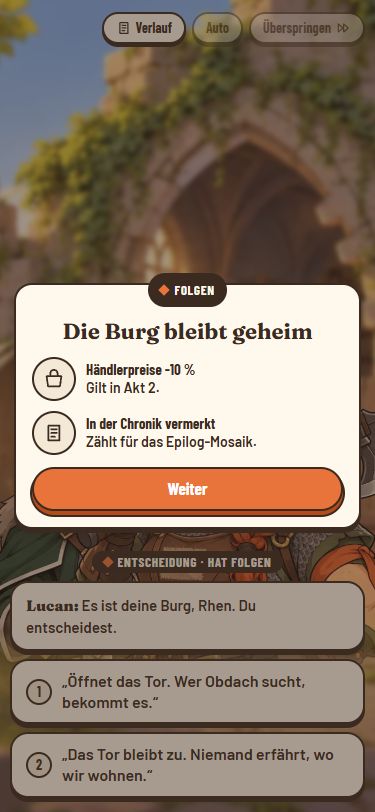 Verlauf
Auto
Überspringen
FOLGEN
Die Burg bleibt geheim
Händlerpreise -10 %
Gilt in Akt 2.
In der Chronik vermerkt
Zählt für das Epilog-Mosaik.
Weiter
ENTSCHEIDUNG · HAT FOLGEN
Lucan: Es ist deine Burg, Rhen. Du
entscheidest.
1
„Öffnet das Tor. Wer Obdach sucht,
bekommt es.“
2
„Das Tor bleibt zu. Niemand erfährt, wo
wir wohnen.“